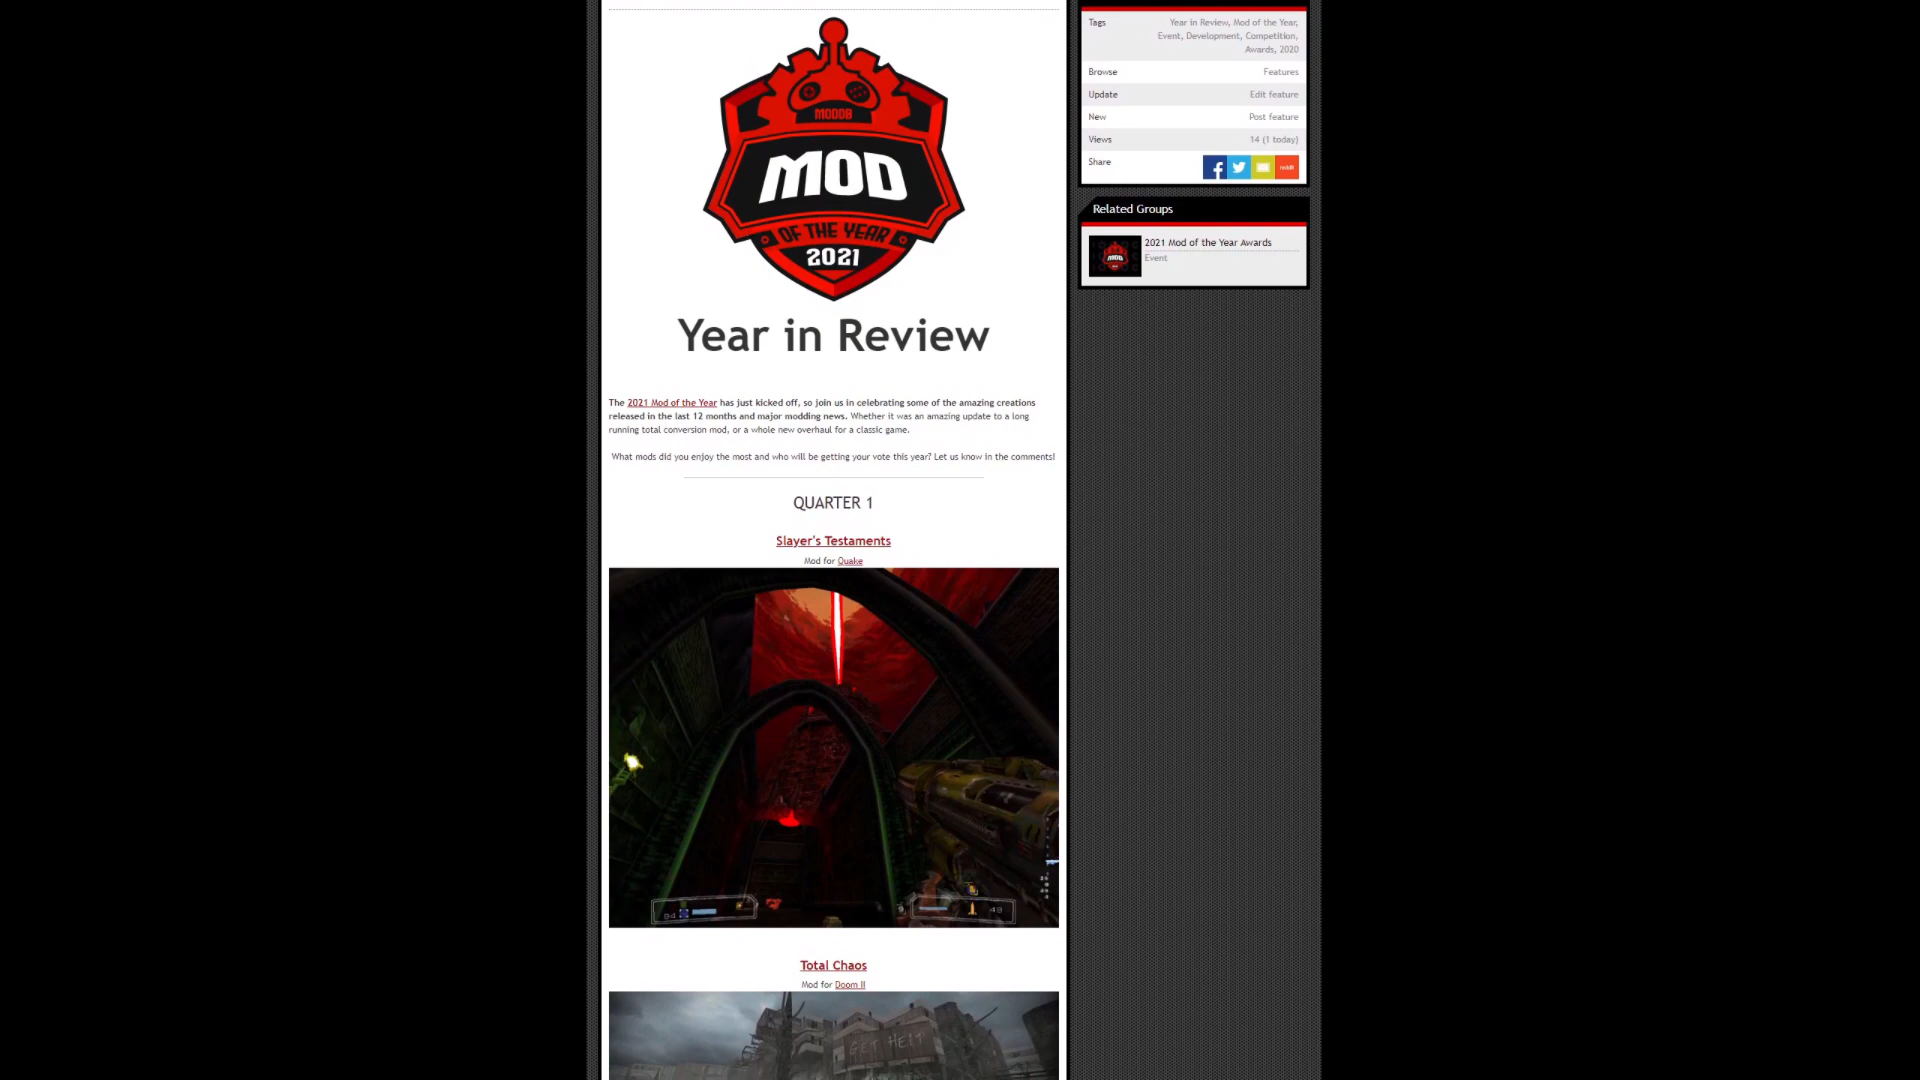 MODDB
MOD
OF THE YEAR
2021
Year in Review
The 2021 Mod of the Year has just kicked off, so join us in celebrating some of the amazing creations
released in the last 12 months and major modding news. Whether it was an amazing update to a long
running total conversion mod, or a whole new overhaul for a classic game.
What mods did you enjoy the most and who will be getting your vote this year? Let us know in the comments!
QUARTER 1
Slayer's Testaments
Mod for Quake
94
48
Total Chaos
Mod for Doom II
Tags Year in Review, Mod of the Year,
Event, Development, Competition,
Awards, 2020
Browse Features
Update Edit feature
New Post feature
Views 14 (1 today)
Share reddit
Related Groups
MOD
2021 Mod of the Year Awards
Event